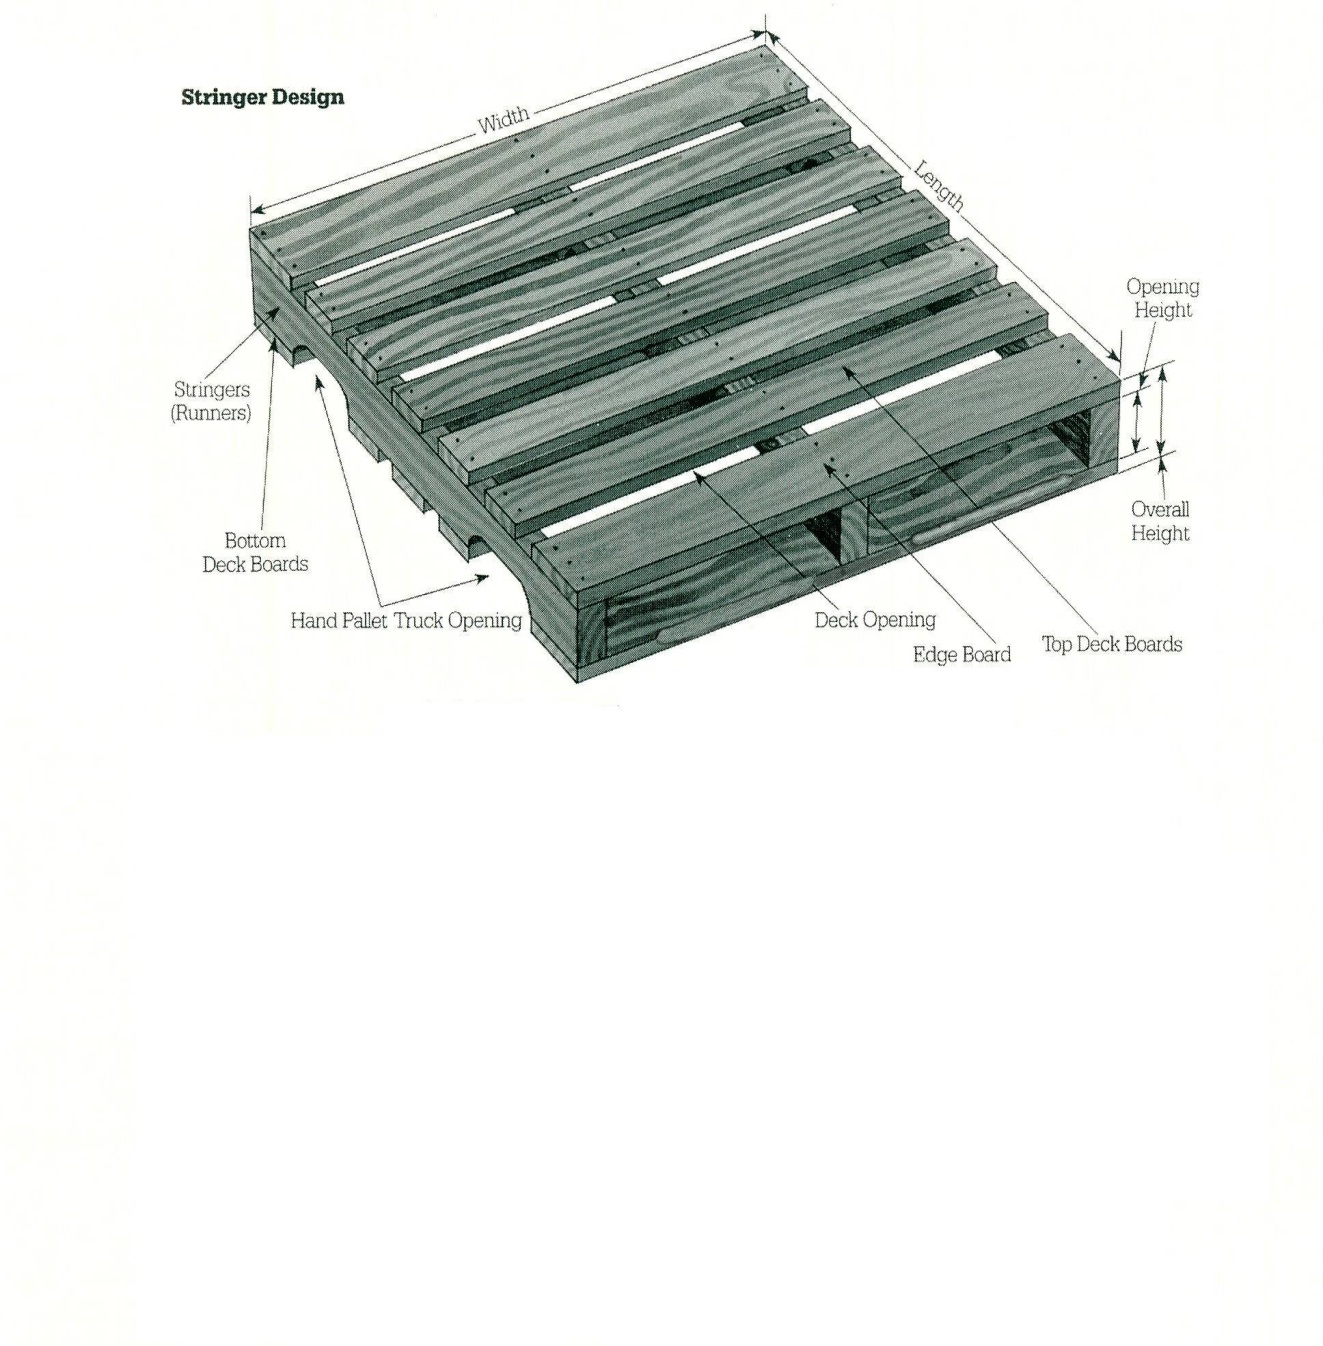 Stringer Design
Width
Length
Opening
Height
Stringers
(Runners)
Overall
Height
Bottom
Deck Boards
Hand Pallet Truck Opening
Deck Opening
Edge Board
Top Deck Boards